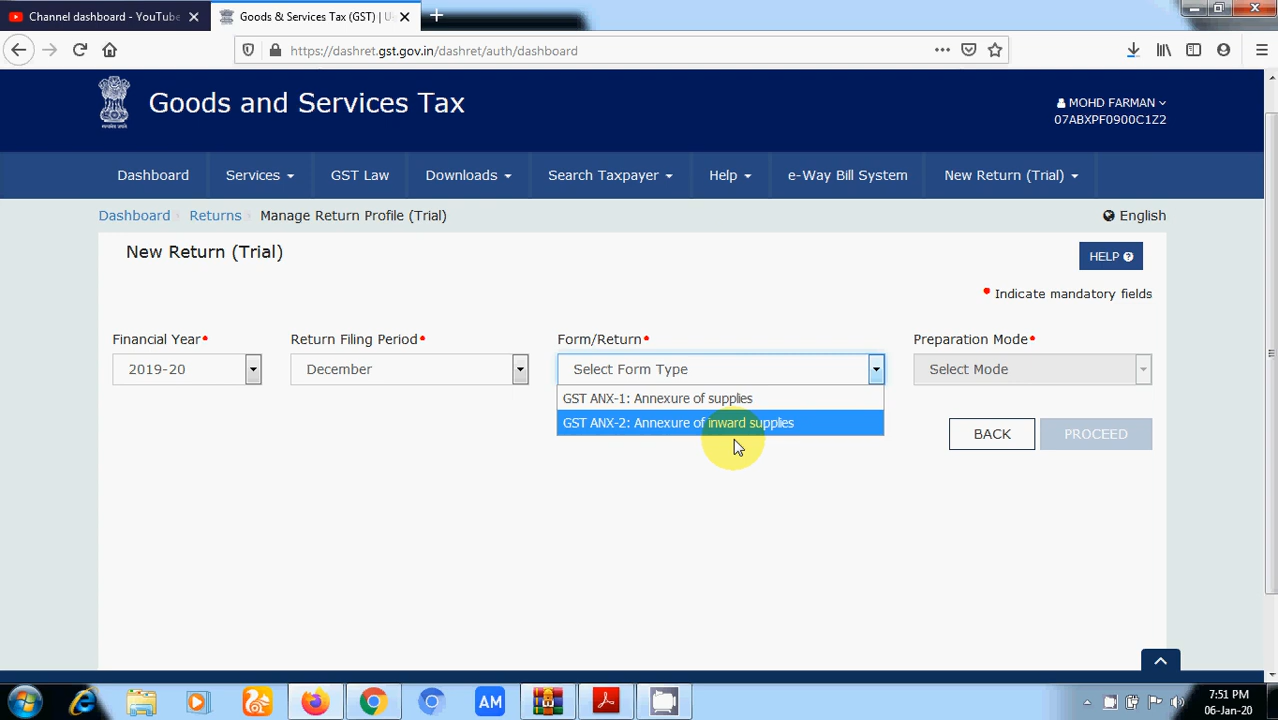 Channel dashboard - YouTube
Goods & Services Tax (GST) | U
https://dashret.gst.gov.in/dashret/auth/dashboard
Goods and Services Tax
MOHD FARMAN
07ABXPF0900C1Z2
Dashboard Services GST Law Downloads Search Taxpayer Help e-Way Bill System New Return (Trial)
Dashboard Returns Manage Return Profile (Trial)
English
New Return (Trial)
HELP
• Indicate mandatory fields
Financial Year• Return Filing Period• Form/Return• Preparation Mode•
2019-20 December Select Form Type Select Mode
GST ANX-1: Annexure of supplies
GST ANX-2: Annexure of inward supplies
BACK PROCEED
AM
7:51 PM
06-Jan-20